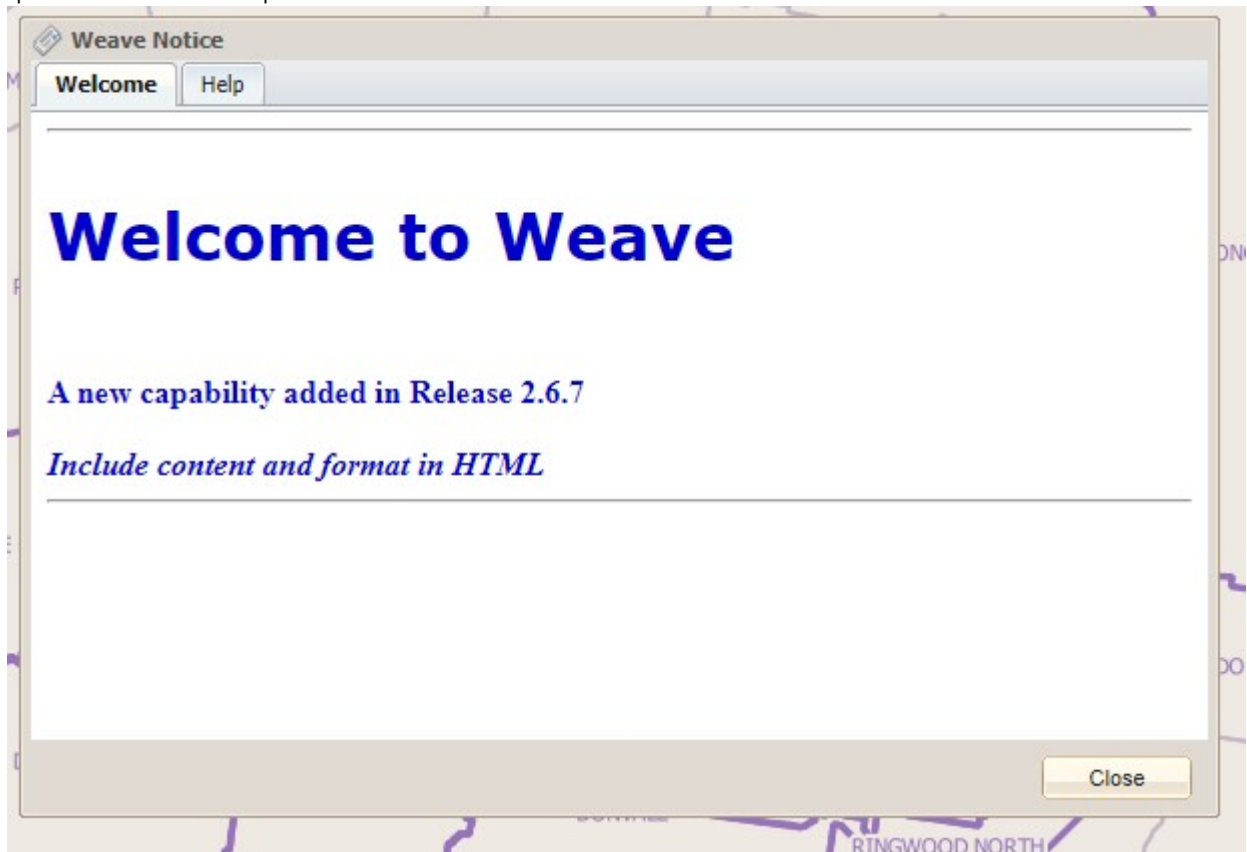 Weave Notice
Welcome Help
Welcome to Weave
A new capability added in Release 2.6.7
Include content and format in HTML
Close
RINGWOOD NORTH